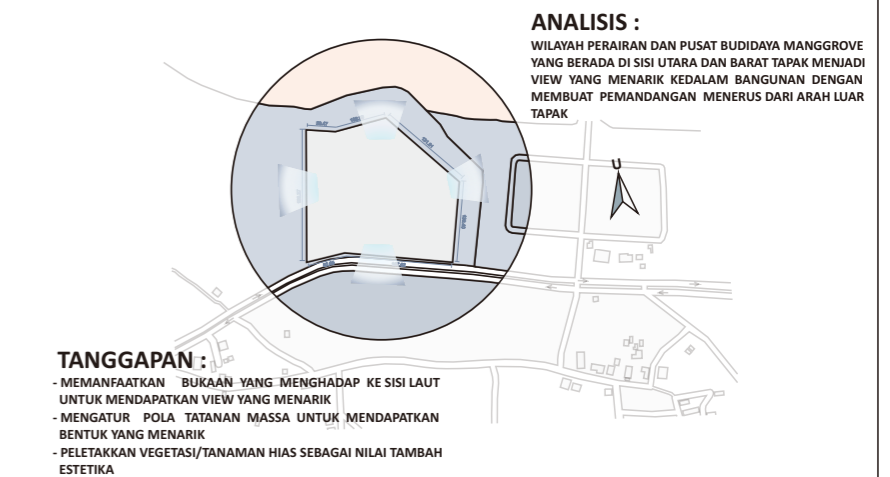 ANALISIS :
WILAYAH PERAIRAN DAN PUSAT BUDIDAYA MANGGROVE
YANG BERADA DI SISI UTARA DAN BARAT TAPAK MENJADI
VIEW YANG MENARIK KEDALAM BANGUNAN DENGAN
MEMBUAT PEMANDANGAN MENERUS DARI ARAH LUAR
TAPAK
U
TANGGAPAN :
- MEMANFAATKAN BUKAAN YANG MENGHADAP KE SISI LAUT
UNTUK MENDAPATKAN VIEW YANG MENARIK
- MENGATUR POLA TATANAN MASSA UNTUK MENDAPATKAN
BENTUK YANG MENARIK
- PELETAKKAN VEGETASI/TANAMAN HIAS SEBAGAI NILAI TAMBAH
ESTETIKA